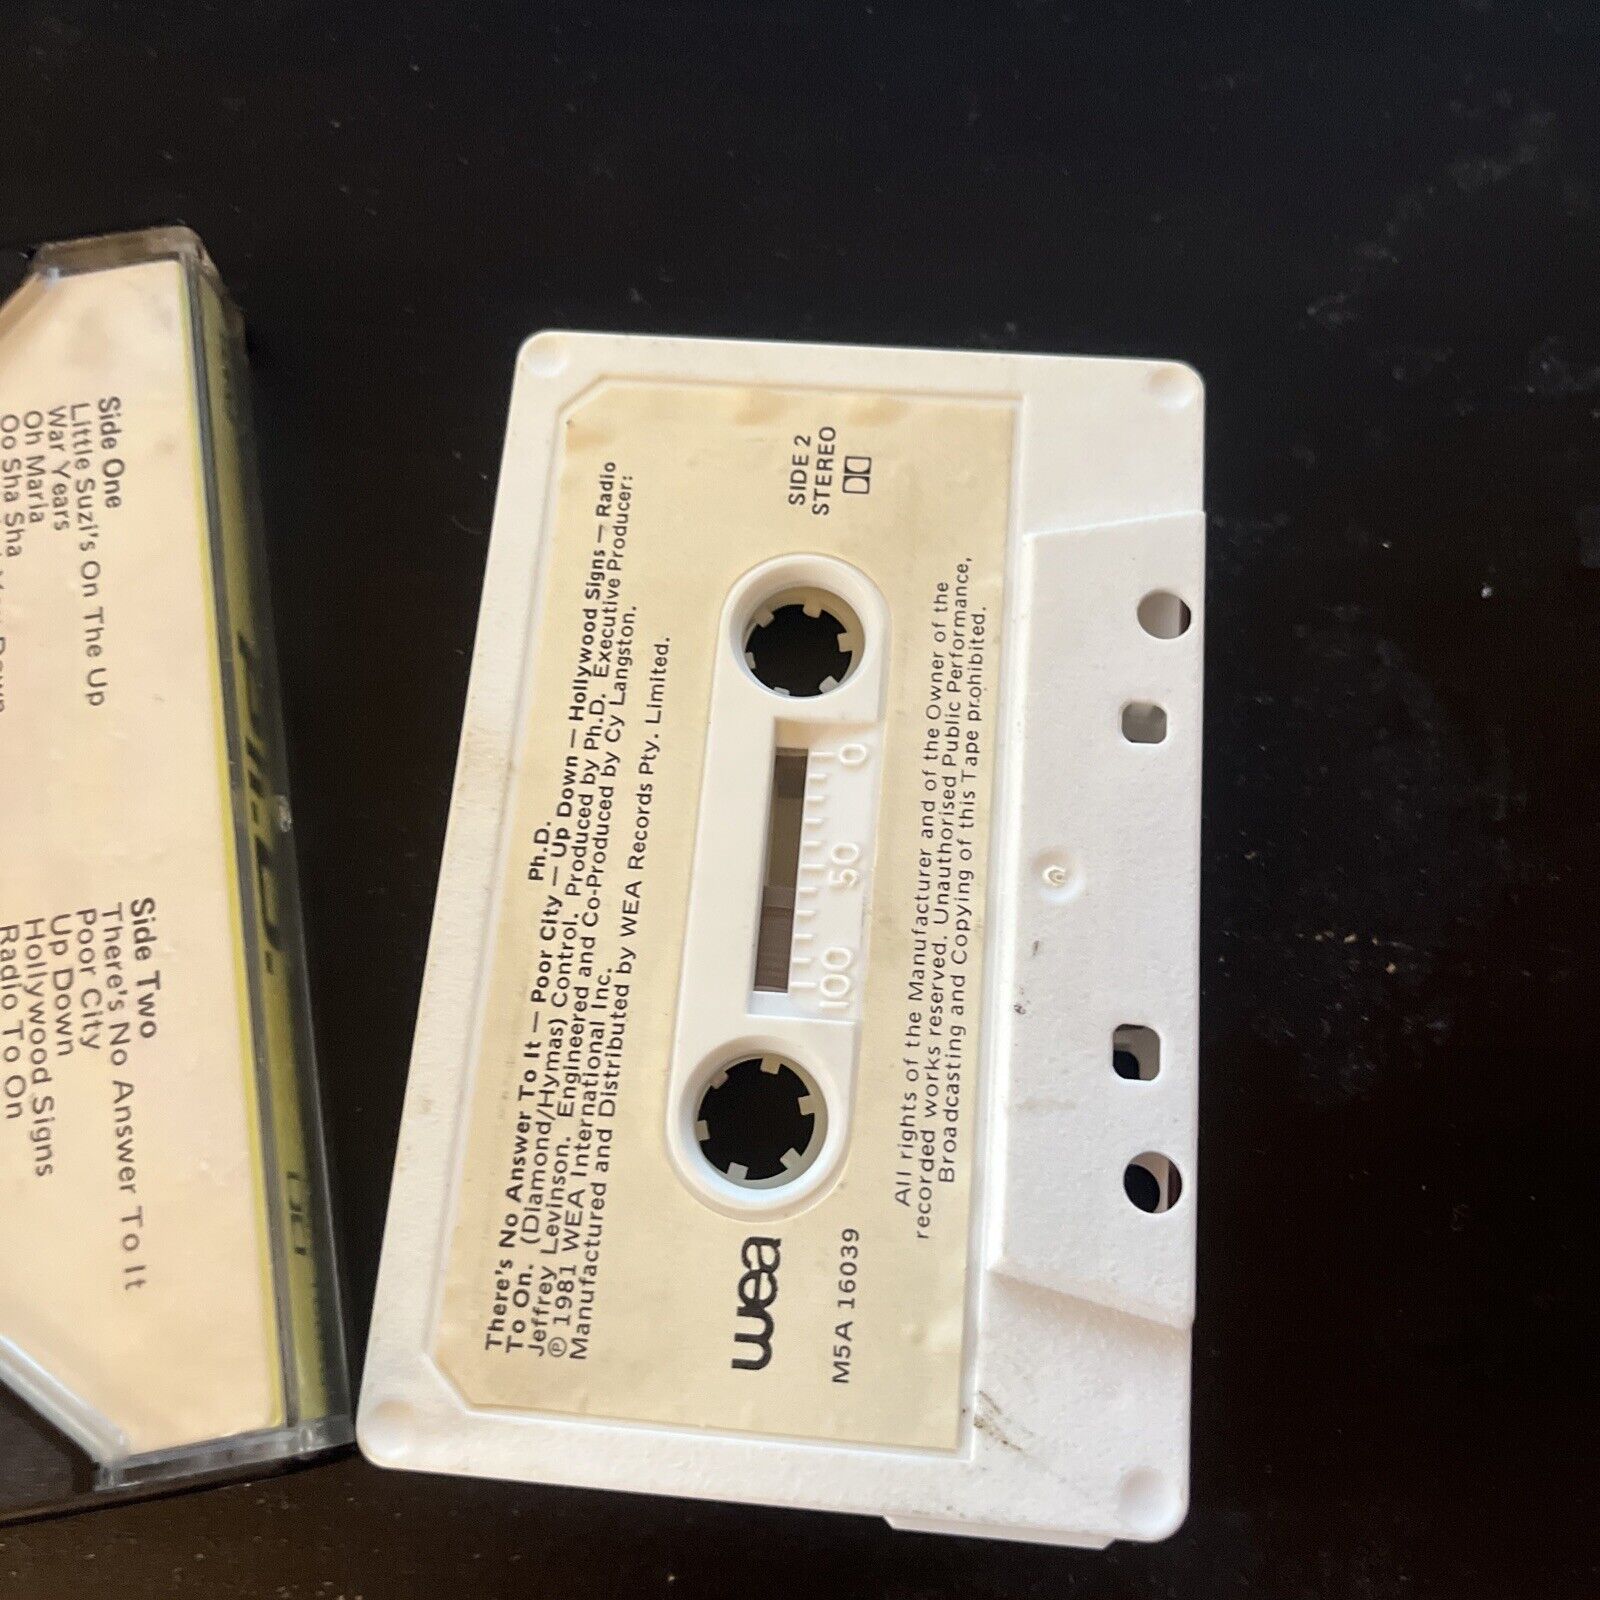 Side One
Little Suzi's On The Up
War Years
Oh Maria
Oo Sha Sha
Down
Side Two
There's No Answer To It
Poor City
Up Down
Hollywood Signs
Radio To On
Ph.D.
SIDE 2
STEREO
Ph.D.
There's No Answer To It — Poor City — Up Down — Hollywood Signs — Radio
To On. (Diamond/Hymas) Control. Produced by Ph.D. Executive Producer:
Jeffrey Levinson. Engineered and Co-Produced by Cy Langston.
℗ 1981 WEA International Inc.
Manufactured and Distributed by WEA Records Pty. Limited.
100 50 0
wea
M5A 16039
All rights of the Manufacturer and of the Owner of the
recorded works reserved. Unauthorised Public Performance,
Broadcasting and Copying of this Tape prohibited.